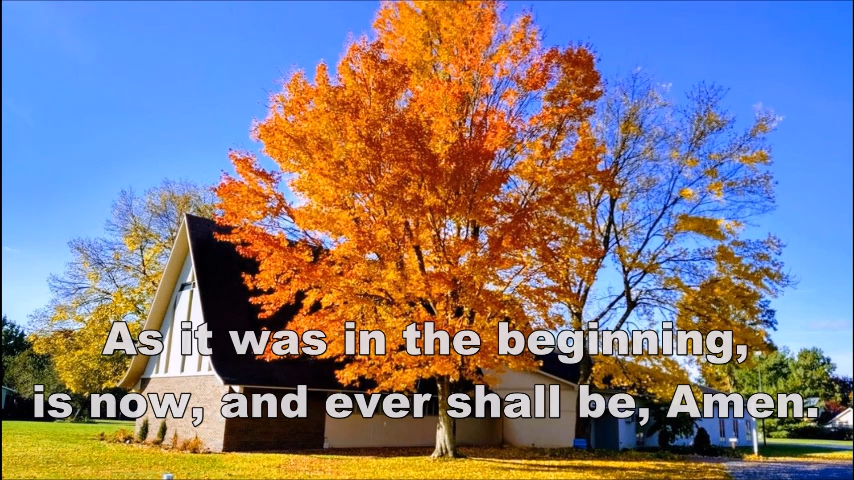 As it was in the beginning,
is now, and ever shall be, Amen.